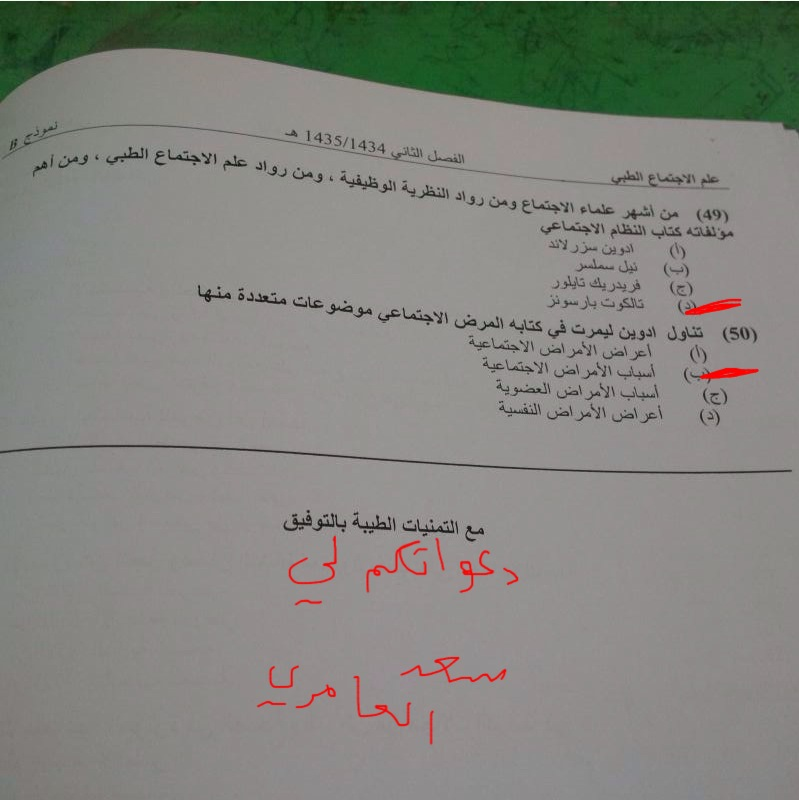 علم الاجتماع الطبي
الفصل الثاني 1435/1434 هـ
نموذج B
(49) من أشهر علماء الاجتماع ومن رواد النظرية الوظيفية ، ومن رواد علم الاجتماع الطبي ، ومن أهم
مؤلفاته كتاب النظام الاجتماعي
(أ) ادوين سزرلاند
(ب) نيل سملسر
(ج) فريدريك تايلور
(د) تالكوت بارسونز
(50) تناول ادوين ليمرت في كتابه المرض الاجتماعي موضوعات متعددة منها
(أ) أعراض الأمراض الاجتماعية
(ب) أسباب الأمراض الاجتماعية
(ج) أسباب الأمراض العضوية
(د) أعراض الأمراض النفسية
مع التمنيات الطيبة بالتوفيق
دعواتكم لي
سعد
العامري